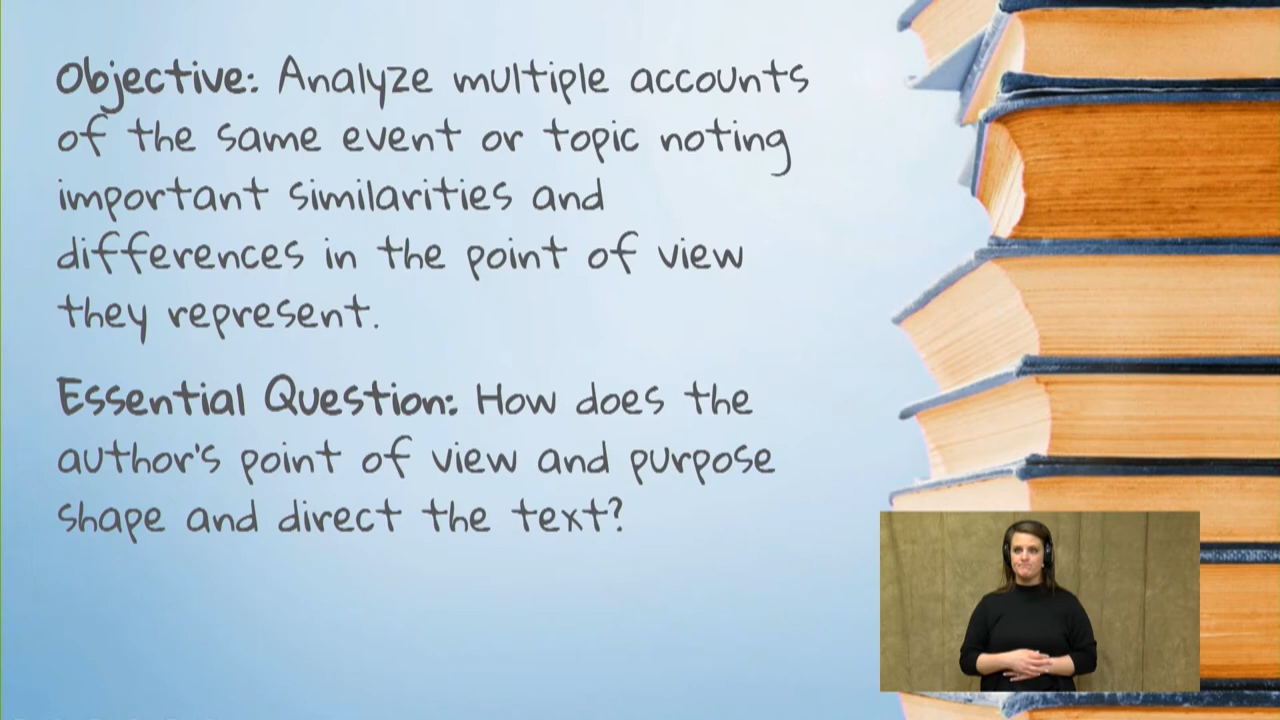 Objective: Analyze multiple accounts
of the same event or topic noting
important similarities and
differences in the point of view
they represent.
Essential Question: How does the
author's point of view and purpose
shape and direct the text?